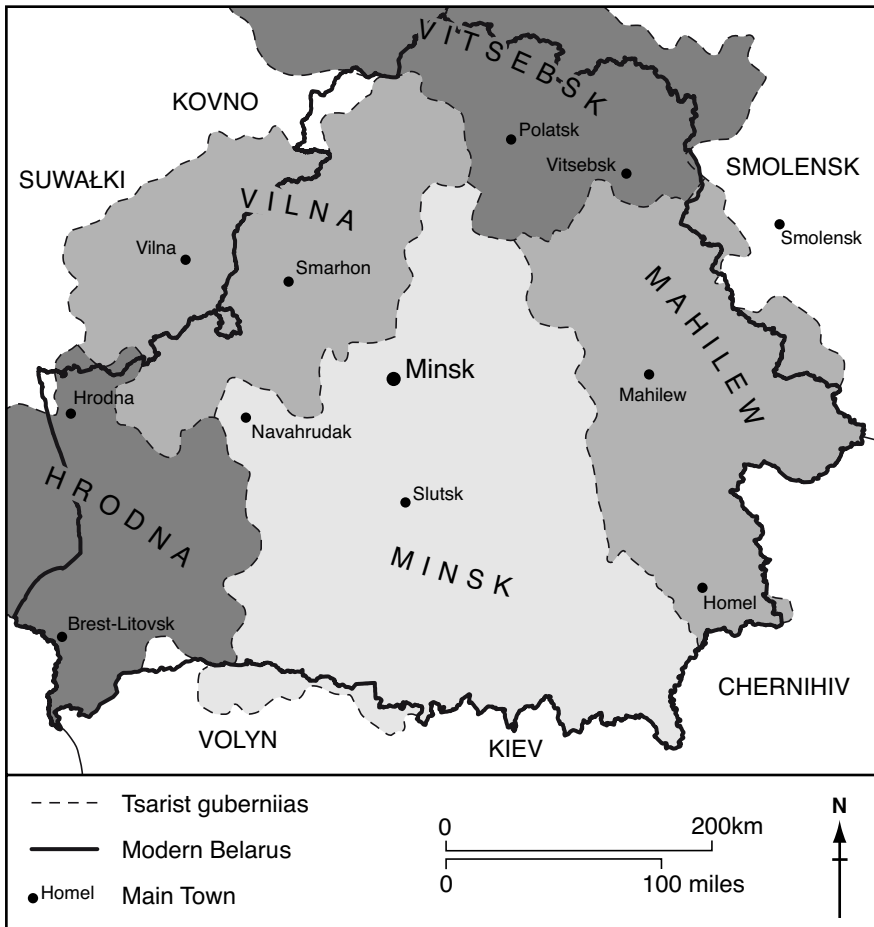 VITSEBSK
KOVNO
Polatsk
Vitsebsk
SUWAŁKI
SMOLENSK
VILNA
Smolensk
Vilna
Smarhon
MAHILEW
Minsk
Mahilew
Hrodna
Navahrudak
HRODNA
Slutsk
MINSK
Homel
Brest-Litovsk
CHERNIHIV
VOLYN
KIEV
Tsarist guberniias
Modern Belarus
Homel Main Town
0 200km
0 100 miles
N